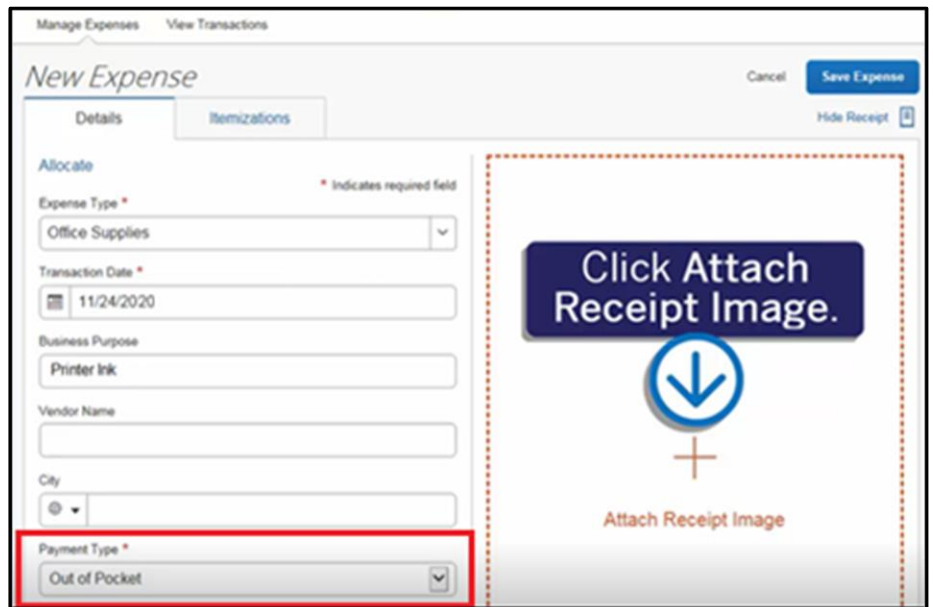 Manage Expenses View Transactions
New Expense
Cancel Save Expense
Details Itemizations
Hide Receipt
Allocate
* Indicates required field
Expense Type *
Office Supplies
Transaction Date *
11/24/2020
Business Purpose
Printer Ink
Vendor Name
City
Payment Type *
Out of Pocket
Click Attach
Receipt Image.
Attach Receipt Image